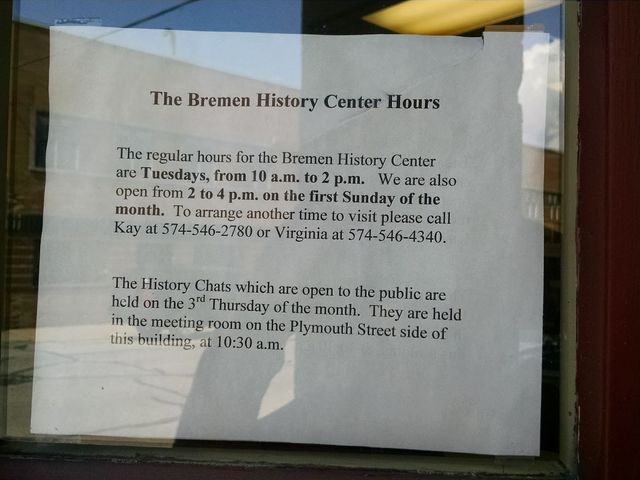 The Bremen History Center Hours
The regular hours for the Bremen History Center
are Tuesdays, from 10 a.m. to 2 p.m. We are also
open from 2 to 4 p.m. on the first Sunday of the
month. To arrange another time to visit please call
Kay at 574-546-2780 or Virginia at 574-546-4340.
The History Chats which are open to the public are
held on the 3rd Thursday of the month. They are held
in the meeting room on the Plymouth Street side of
this building, at 10:30 a.m.